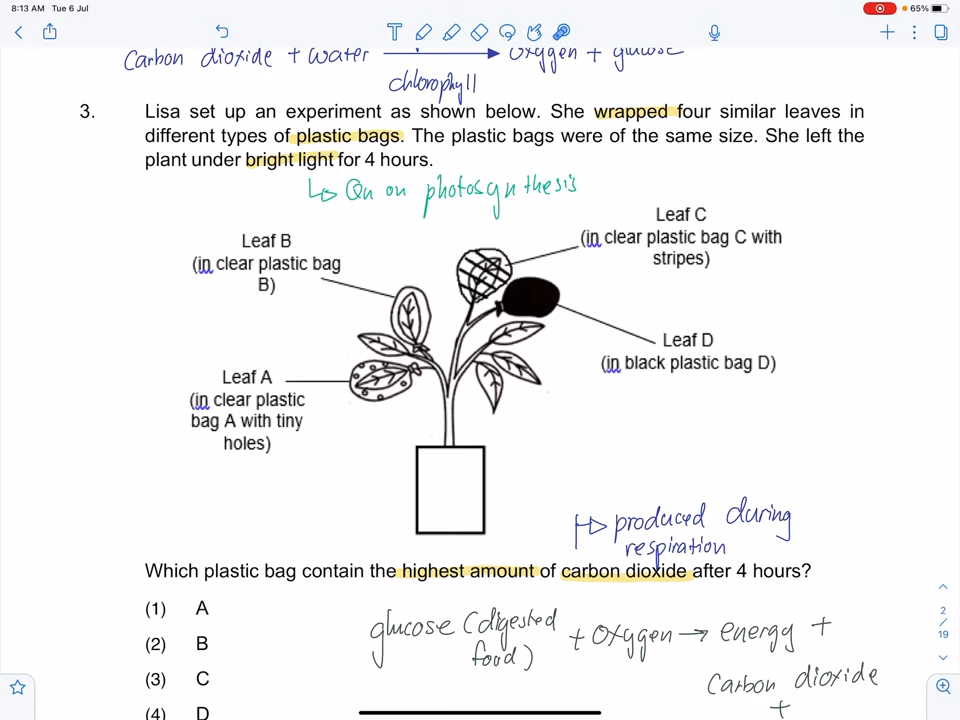 8:13 AM Tue 6 Jul
65%
T
Carbon dioxide + water → oxygen + glucose
chlorophyll
3. Lisa set up an experiment as shown below. She wrapped four similar leaves in
different types of plastic bags. The plastic bags were of the same size. She left the
plant under bright light for 4 hours.
↳ Qn on photosynthesis
Leaf C
(in clear plastic bag C with
stripes)
Leaf B
(in clear plastic bag
B)
Leaf D
(in black plastic bag D)
Leaf A
(in clear plastic
bag A with tiny
holes)
produced during
respiration
Which plastic bag contain the highest amount of carbon dioxide after 4 hours?
(1) A
(2) B
(3) C
(4) D
glucose (digested
food) + oxygen → energy +
carbon dioxide
+
2
/
19